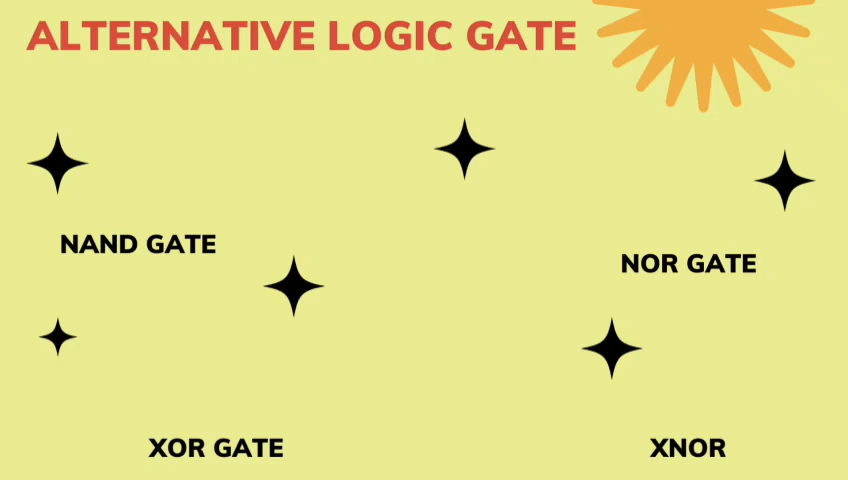 ALTERNATIVE LOGIC GATE
NAND GATE
NOR GATE
XOR GATE
XNOR